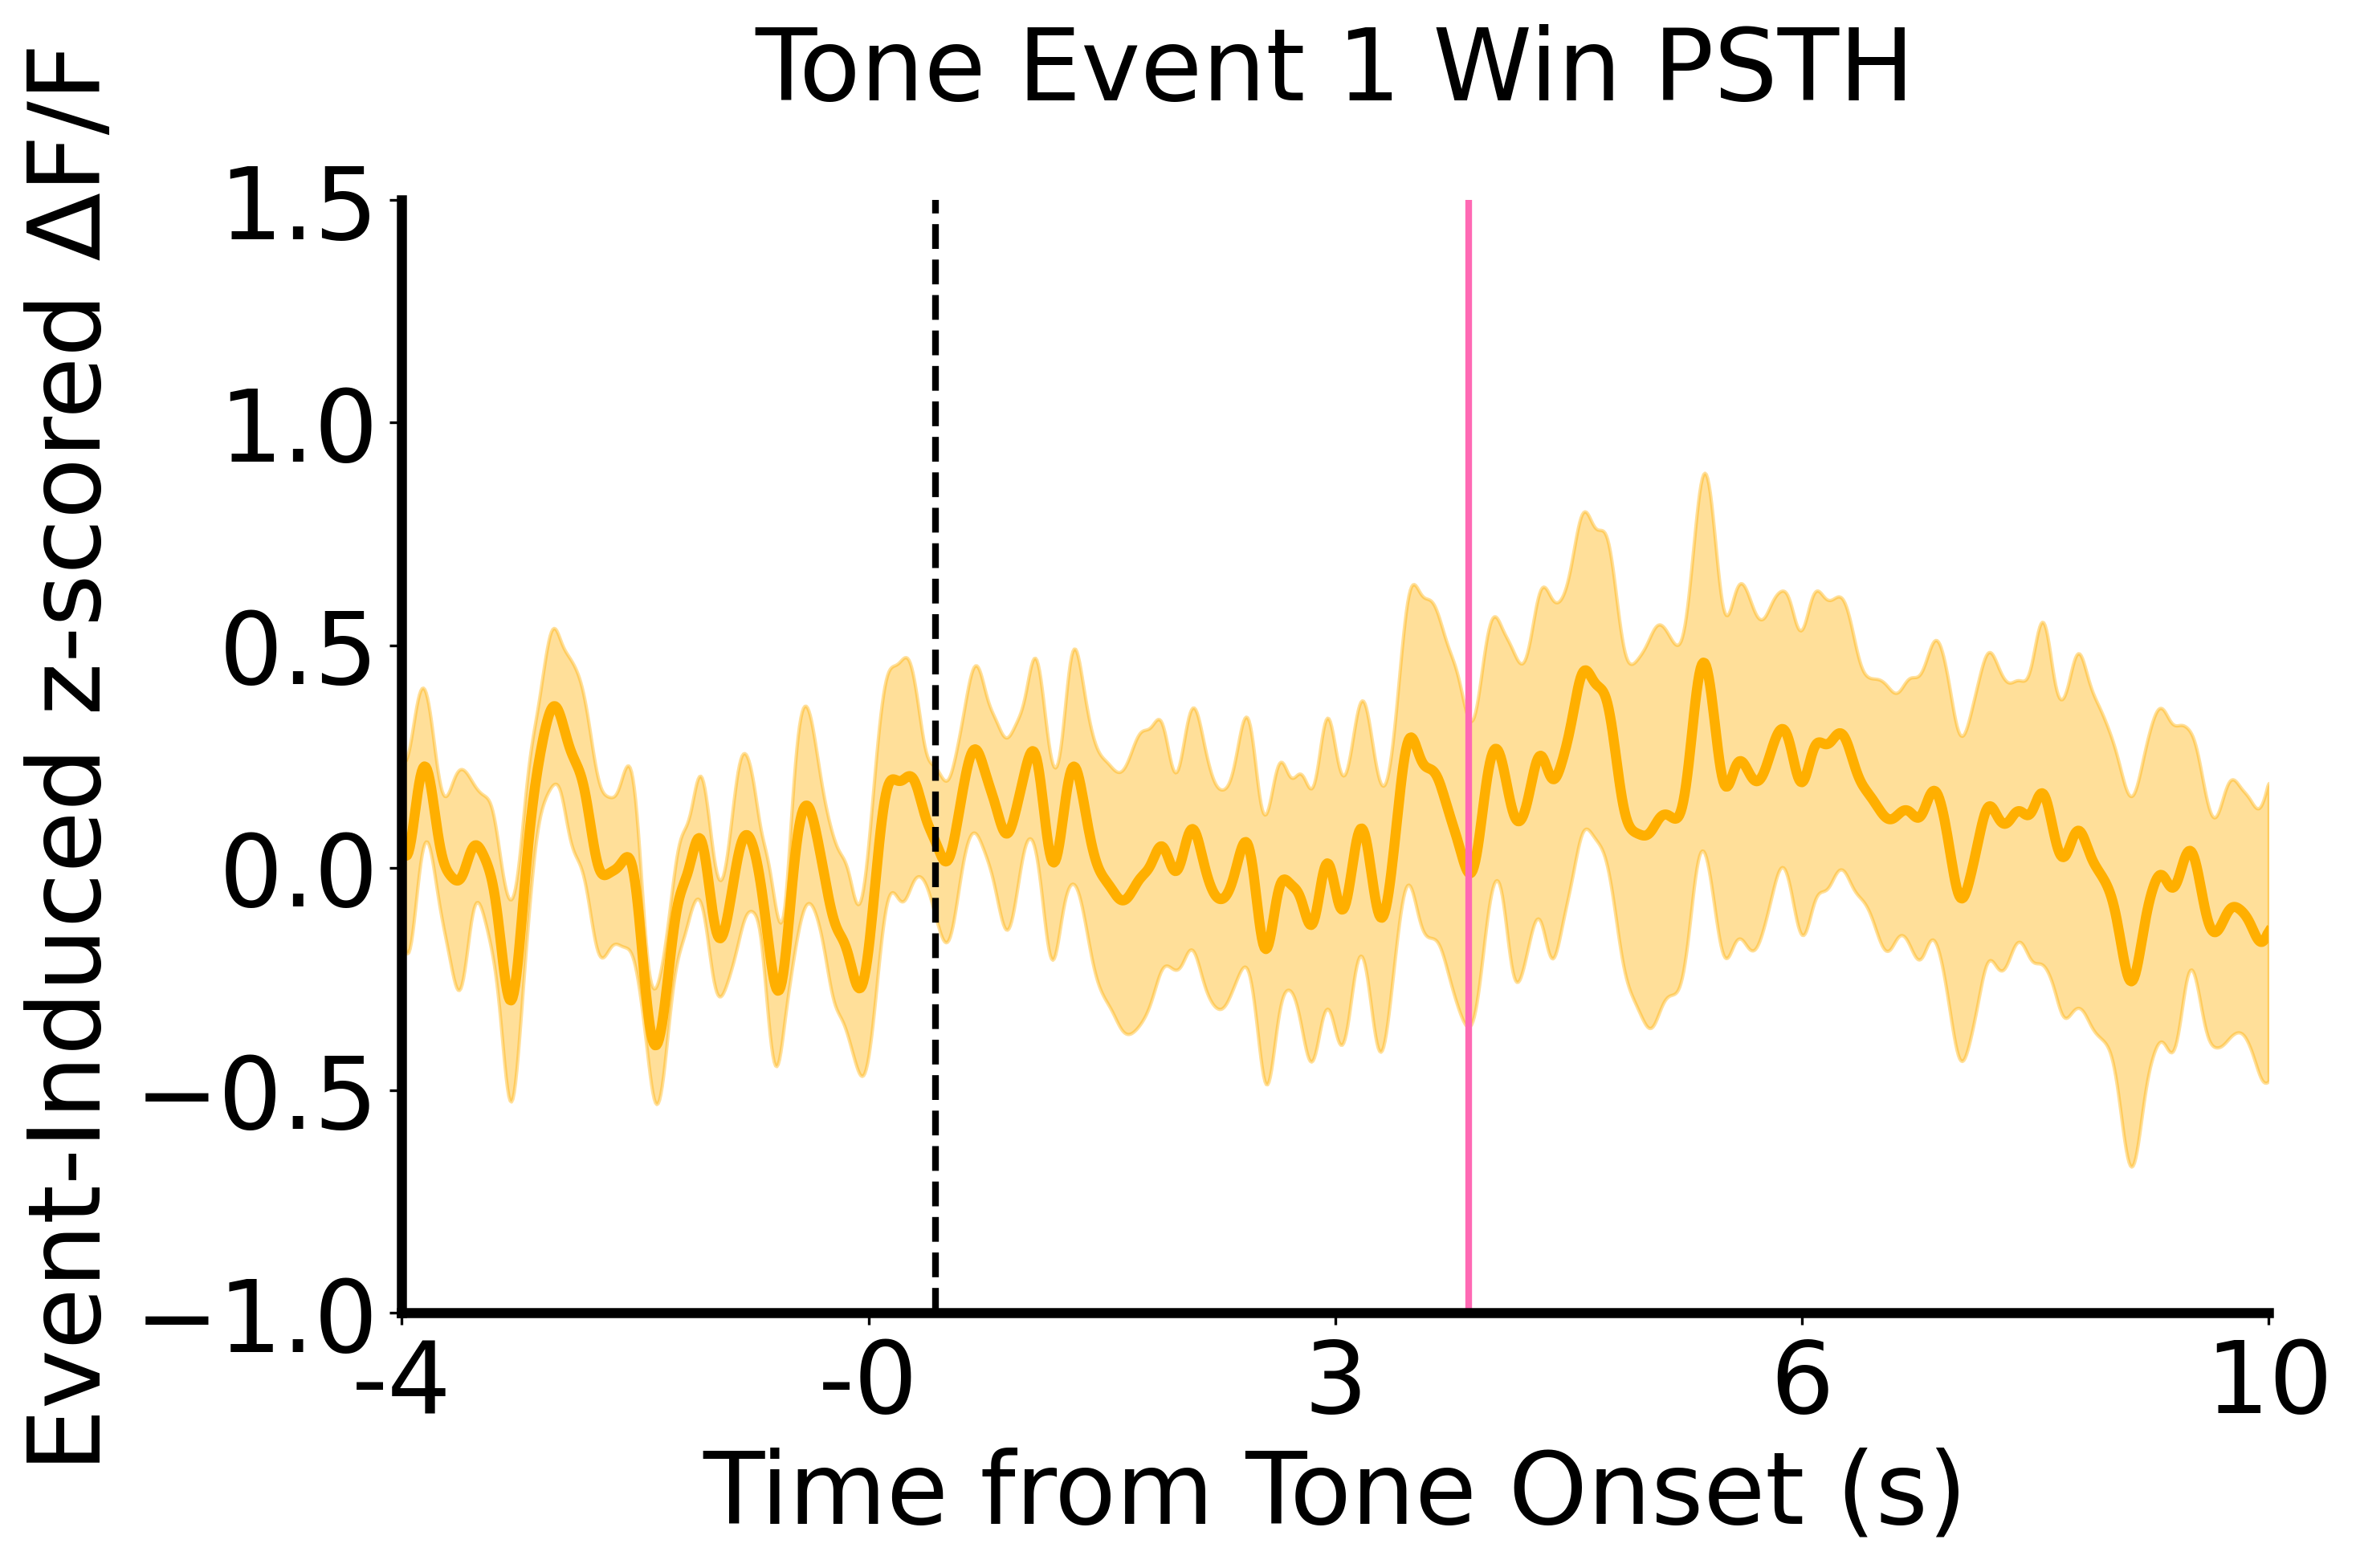 Tone Event 1 Win PSTH
Event-Induced z-scored ΔF/F
1.5
1.0
0.5
0.0
−0.5
−1.0
-4 -0 3 6 10
Time from Tone Onset (s)